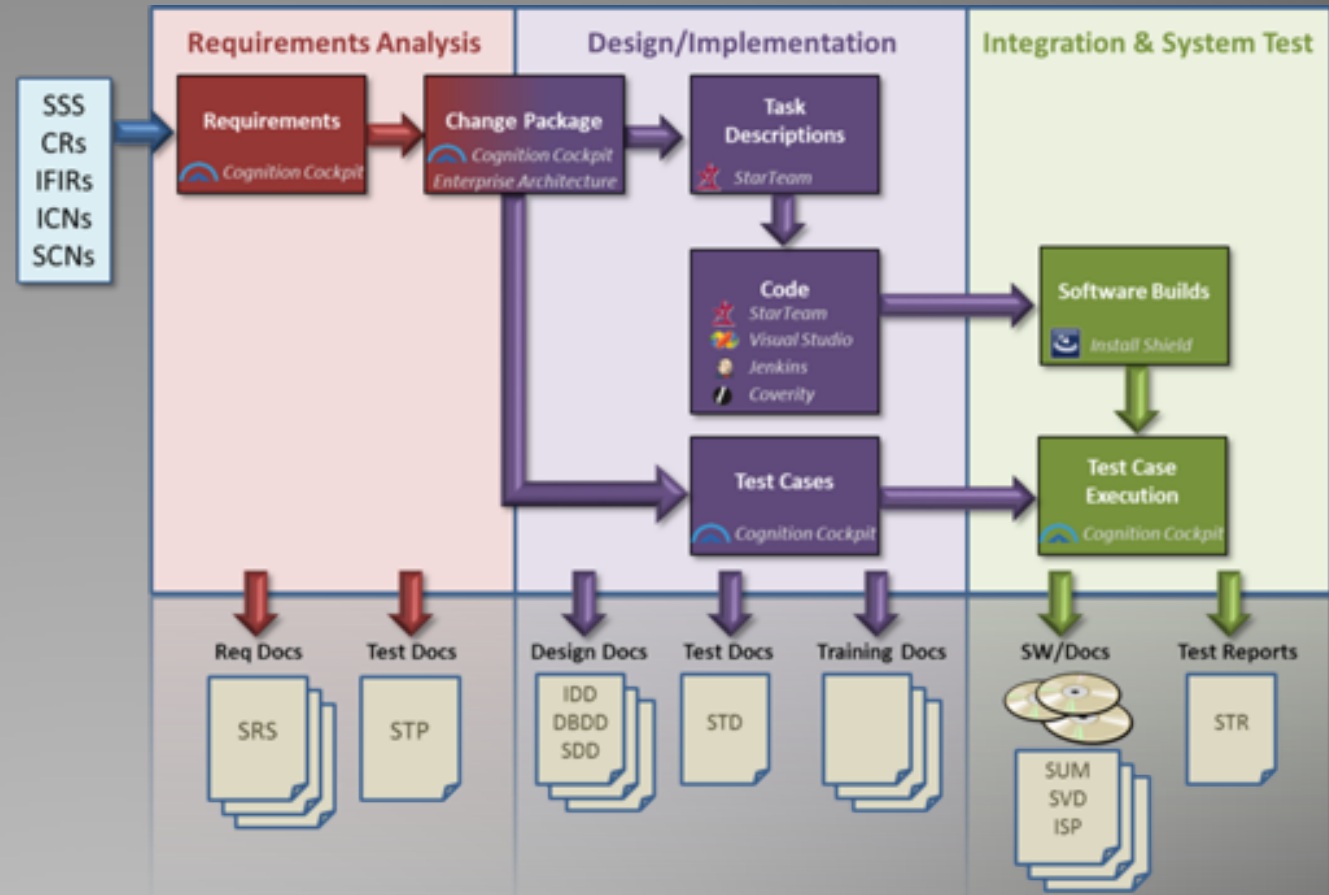 Requirements Analysis
Design/Implementation
Integration & System Test
SSS
CRs
IFIRs
ICNs
SCNs
Requirements
Cognition Cockpit
Change Package
Cognition Cockpit
Enterprise Architecture
Task
Descriptions
StarTeam
Code
StarTeam
Visual Studio
Jenkins
Coverity
Software Builds
Install Shield
Test Cases
Cognition Cockpit
Test Case
Execution
Cognition Cockpit
Req Docs
SRS
Test Docs
STP
Design Docs
IDD
DBDD
SDD
Test Docs
STD
Training Docs
SW/Docs
SUM
SVD
ISP
Test Reports
STR